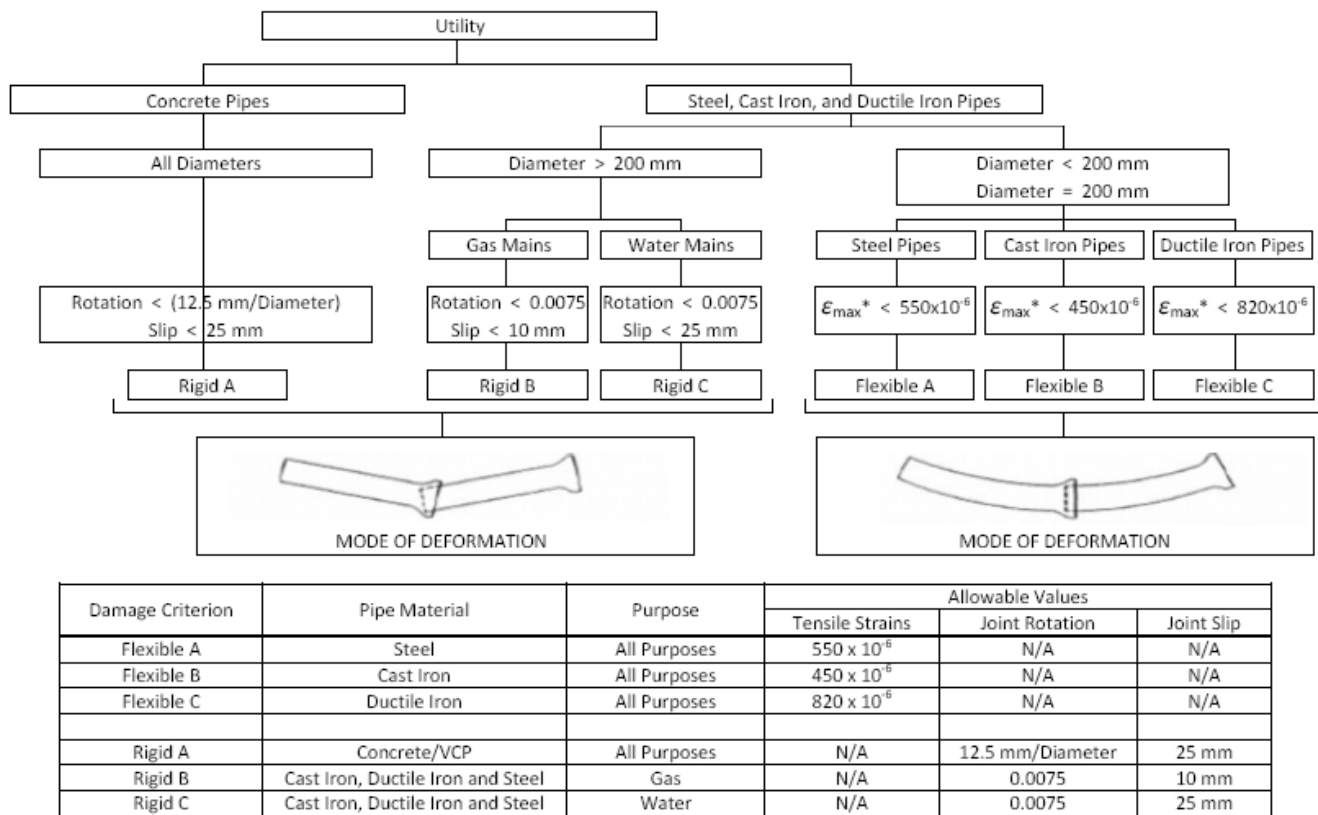 Utility
Concrete Pipes
Steel, Cast Iron, and Ductile Iron Pipes
All Diameters
Diameter > 200 mm
Diameter < 200 mm
Diameter = 200 mm
Gas Mains
Water Mains
Steel Pipes
Cast Iron Pipes
Ductile Iron Pipes
Rotation < (12.5 mm/Diameter)
Slip < 25 mm
Rotation < 0.0075
Slip < 10 mm
Rotation < 0.0075
Slip < 25 mm
εmax* < 550x10⁻⁶
εmax* < 450x10⁻⁶
εmax* < 820x10⁻⁶
Rigid A
Rigid B
Rigid C
Flexible A
Flexible B
Flexible C
MODE OF DEFORMATION
MODE OF DEFORMATION
Damage Criterion Pipe Material Purpose Allowable Values
Tensile Strains Joint Rotation Joint Slip
Flexible A Steel All Purposes 550 x 10⁻⁶ N/A N/A
Flexible B Cast Iron All Purposes 450 x 10⁻⁶ N/A N/A
Flexible C Ductile Iron All Purposes 820 x 10⁻⁶ N/A N/A
Rigid A Concrete/VCP All Purposes N/A 12.5 mm/Diameter 25 mm
Rigid B Cast Iron, Ductile Iron and Steel Gas N/A 0.0075 10 mm
Rigid C Cast Iron, Ductile Iron and Steel Water N/A 0.0075 25 mm